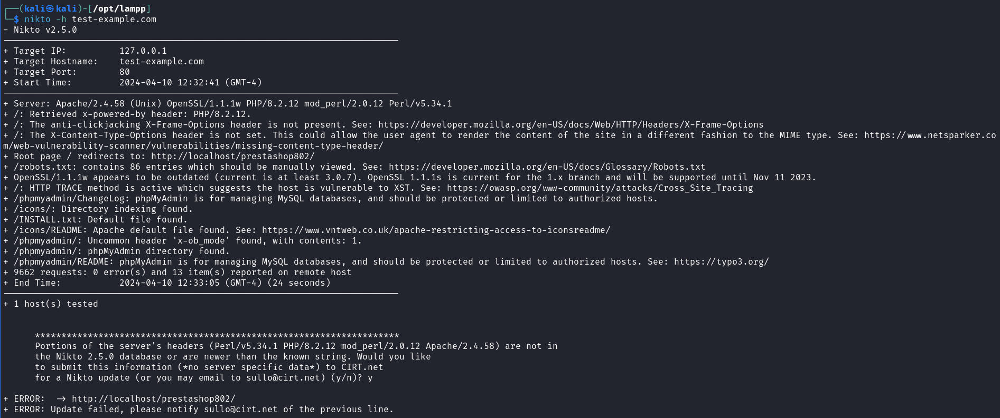 ┌──(kali㉿kali)-[/opt/lampp]
└─$ nikto -h test-example.com
- Nikto v2.5.0
---------------------------------------------------------------------------
+ Target IP:          127.0.0.1
+ Target Hostname:    test-example.com
+ Target Port:        80
+ Start Time:         2024-04-10 12:32:41 (GMT-4)
---------------------------------------------------------------------------
+ Server: Apache/2.4.58 (Unix) OpenSSL/1.1.1w PHP/8.2.12 mod_perl/2.0.12 Perl/v5.34.1
+ /: Retrieved x-powered-by header: PHP/8.2.12.
+ /: The anti-clickjacking X-Frame-Options header is not present. See: https://developer.mozilla.org/en-US/docs/Web/HTTP/Headers/X-Frame-Options
+ /: The X-Content-Type-Options header is not set. This could allow the user agent to render the content of the site in a different fashion to the MIME type. See: https://www.netsparker.co
m/web-vulnerability-scanner/vulnerabilities/missing-content-type-header/
+ Root page / redirects to: http://localhost/prestashop802/
+ /robots.txt: contains 86 entries which should be manually viewed. See: https://developer.mozilla.org/en-US/docs/Glossary/Robots.txt
+ OpenSSL/1.1.1w appears to be outdated (current is at least 3.0.7). OpenSSL 1.1.1s is current for the 1.x branch and will be supported until Nov 11 2023.
+ /: HTTP TRACE method is active which suggests the host is vulnerable to XST. See: https://owasp.org/www-community/attacks/Cross_Site_Tracing
+ /phpmyadmin/ChangeLog: phpMyAdmin is for managing MySQL databases, and should be protected or limited to authorized hosts.
+ /icons/: Directory indexing found.
+ /INSTALL.txt: Default file found.
+ /icons/README: Apache default file found. See: https://www.vntweb.co.uk/apache-restricting-access-to-iconsreadme/
+ /phpmyadmin/: Uncommon header 'x-ob_mode' found, with contents: 1.
+ /phpmyadmin/: phpMyAdmin directory found.
+ /phpmyadmin/README: phpMyAdmin is for managing MySQL databases, and should be protected or limited to authorized hosts. See: https://typo3.org/
+ 9662 requests: 0 error(s) and 13 item(s) reported on remote host
+ End Time:           2024-04-10 12:33:05 (GMT-4) (24 seconds)
---------------------------------------------------------------------------
+ 1 host(s) tested
*********************************************************************
Portions of the server's headers (Perl/v5.34.1 PHP/8.2.12 mod_perl/2.0.12 Apache/2.4.58) are not in
the Nikto 2.5.0 database or are newer than the known string. Would you like
to submit this information (*no server specific data*) to CIRT.net
for a Nikto update (or you may email to sullo@cirt.net) (y/n)? y
+ ERROR:  -> http://localhost/prestashop802/
+ ERROR: Update failed, please notify sullo@cirt.net of the previous line.